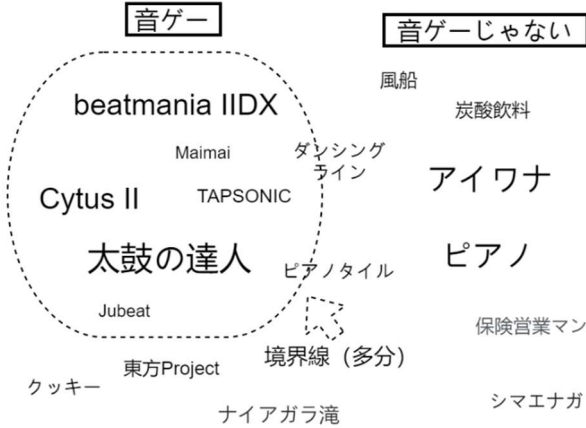 音ゲー
音ゲーじゃない
風船
beatmania IIDX
炭酸飲料
Maimai
ダンシング
ライン
アイワナ
Cytus II
TAPSONIC
太鼓の達人
ピアノ
ピアノタイル
Jubeat
保険営業マン
境界線（多分）
東方Project
クッキー
シマエナガ
ナイアガラ滝